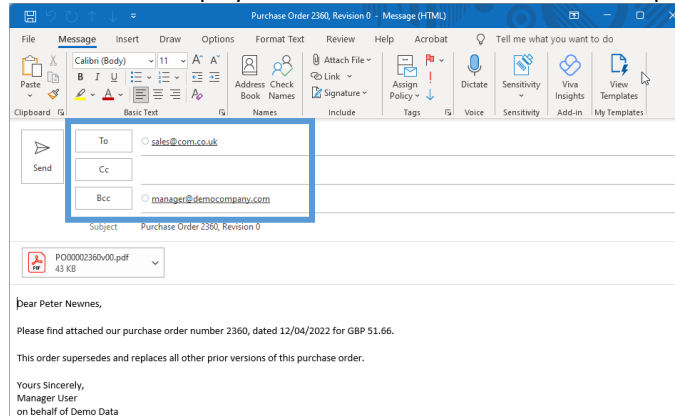 Purchase Order 2360, Revision 0 - Message (HTML)
File Message Insert Draw Options Format Text Review Help Acrobat Tell me what you want to do
Paste
Clipboard
Calibri (Body) 11 A A
B I U
A
Basic Text
Address Book
Check Names
Names
Attach File
Link
Signature
Include
Assign Policy
Tags
Dictate
Voice
Sensitivity
Sensitivity
Viva Insights
Add-in
View Templates
My Templates
Send
To sales@com.co.uk
Cc
Bcc manager@democompany.com
Subject Purchase Order 2360, Revision 0
PDF
PO00002360v00.pdf
43 KB
Dear Peter Newnes,
Please find attached our purchase order number 2360, dated 12/04/2022 for GBP 51.66.
This order supersedes and replaces all other prior versions of this purchase order.
Yours Sincerely,
Manager User
on behalf of Demo Data